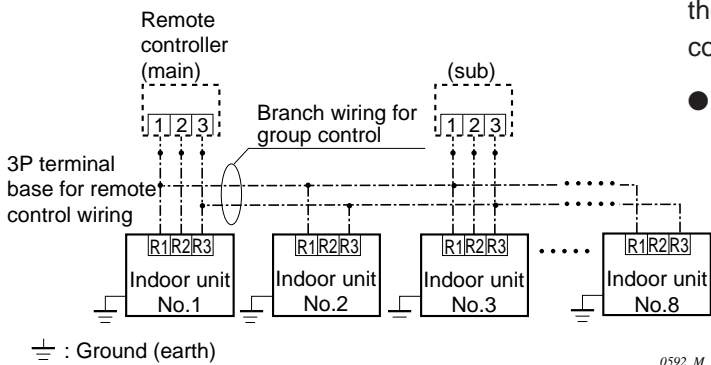 Remote
controller
(main)
(sub)
th
co
●
1 2 3
1 2 3
Branch wiring for
group control
3P terminal
base for remote
control wiring
R1 R2 R3
R1 R2 R3
R1 R2 R3
R1 R2 R3
Indoor unit
No.1
Indoor unit
No.2
Indoor unit
No.3
Indoor unit
No.8
: Ground (earth)
0592_M